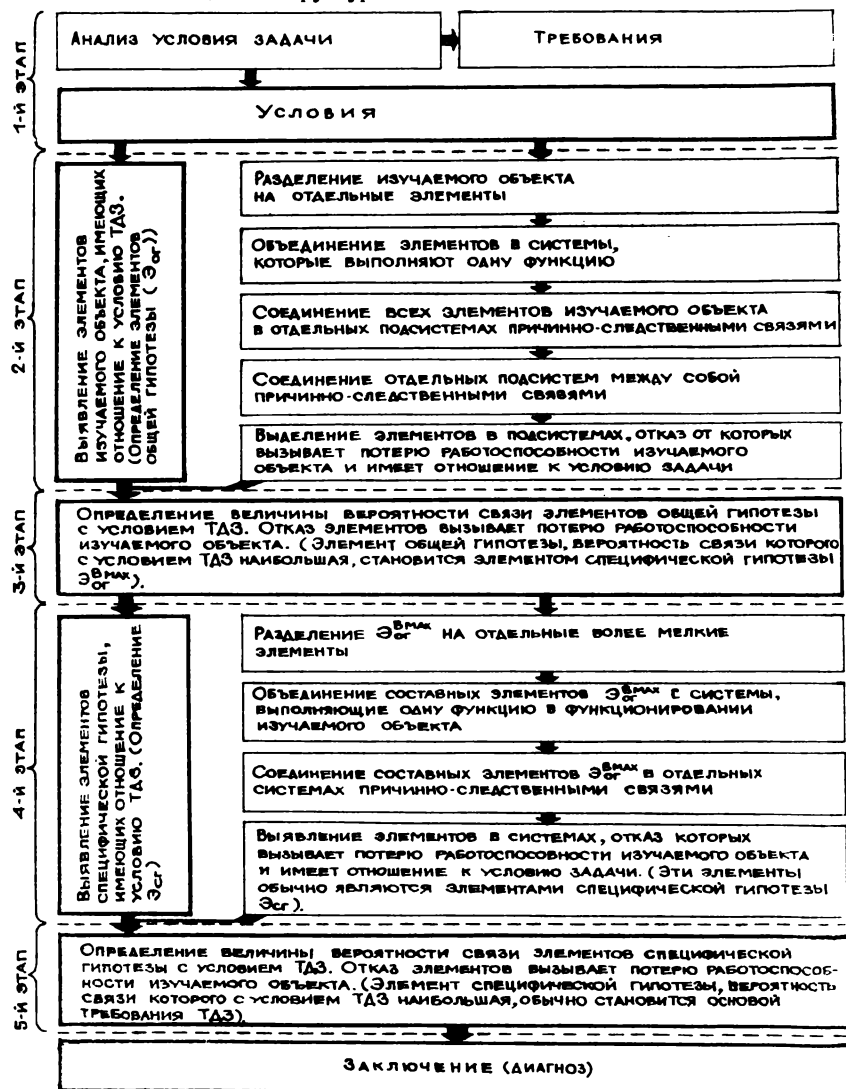 АНАЛИЗ УСЛОВИЯ ЗАДАЧИ
ТРЕБОВАНИЯ
1-Й ЭТАП
УСЛОВИЯ
2-Й ЭТАП
ВЫЯВЛЕНИЕ ЭЛЕМЕНТОВ
ИЗУЧАЕМОГО ОБЪЕКТА, ИМЕЮЩИХ
ОТНОШЕНИЕ К УСЛОВИЮ ТДЗ.
(ОПРЕДЕЛЕНИЕ ЭЛЕМЕНТОВ
ОБЩЕЙ ГИПОТЕЗЫ (Эог))
РАЗДЕЛЕНИЕ ИЗУЧАЕМОГО ОБЪЕКТА
НА ОТДЕЛЬНЫЕ ЭЛЕМЕНТЫ
ОБЪЕДИНЕНИЕ ЭЛЕМЕНТОВ В СИСТЕМЫ,
КОТОРЫЕ ВЫПОЛНЯЮТ ОДНУ ФУНКЦИЮ
СОЕДИНЕНИЕ ВСЕХ ЭЛЕМЕНТОВ ИЗУЧАЕМОГО ОБЪЕКТА
В ОТДЕЛЬНЫХ ПОДСИСТЕМАХ ПРИЧИННО-СЛЕДСТВЕННЫМИ СВЯЗЯМИ
СОЕДИНЕНИЕ ОТДЕЛЬНЫХ ПОДСИСТЕМ МЕЖДУ СОБОЙ
ПРИЧИННО-СЛЕДСТВЕННЫМИ СВЯЗЯМИ
ВЫДЕЛЕНИЕ ЭЛЕМЕНТОВ В ПОДСИСТЕМАХ, ОТКАЗ ОТ КОТОРЫХ
ВЫЗЫВАЕТ ПОТЕРЮ РАБОТОСПОСОБНОСТИ ИЗУЧАЕМОГО
ОБЪЕКТА И ИМЕЕТ ОТНОШЕНИЕ К УСЛОВИЮ ЗАДАЧИ
3-Й ЭТАП
ОПРЕДЕЛЕНИЕ ВЕЛИЧИНЫ ВЕРОЯТНОСТИ СВЯЗИ ЭЛЕМЕНТОВ ОБЩЕЙ ГИПОТЕЗЫ
С УСЛОВИЕМ ТДЗ. ОТКАЗ ЭЛЕМЕНТОВ ВЫЗЫВАЕТ ПОТЕРЮ РАБОТОСПОСОБНОСТИ
ИЗУЧАЕМОГО ОБЪЕКТА. (ЭЛЕМЕНТ ОБЩЕЙ ГИПОТЕЗЫ, ВЕРОЯТНОСТЬ СВЯЗИ КОТОРОГО
С УСЛОВИЕМ ТДЗ НАИБОЛЬШАЯ, СТАНОВИТСЯ ЭЛЕМЕНТОМ СПЕЦИФИЧЕСКОЙ ГИПОТЕЗЫ
Эог^Вмах).
4-Й ЭТАП
ВЫЯВЛЕНИЕ ЭЛЕМЕНТОВ
СПЕЦИФИЧЕСКОЙ ГИПОТЕЗЫ,
ИМЕЮЩИХ ОТНОШЕНИЕ К
УСЛОВИЮ ТДЗ. (ОПРЕДЕЛЕНИЕ
Эсг)
РАЗДЕЛЕНИЕ Эог^Вмах НА ОТДЕЛЬНЫЕ БОЛЕЕ МЕЛКИЕ
ЭЛЕМЕНТЫ
ОБЪЕДИНЕНИЕ СОСТАВНЫХ ЭЛЕМЕНТОВ Эог^Вмах С СИСТЕМЫ,
ВЫПОЛНЯЮЩИЕ ОДНУ ФУНКЦИЮ В ФУНКЦИОНИРОВАНИИ
ИЗУЧАЕМОГО ОБЪЕКТА
СОЕДИНЕНИЕ СОСТАВНЫХ ЭЛЕМЕНТОВ Эог^Вмах В ОТДЕЛЬНЫХ
СИСТЕМАХ ПРИЧИННО-СЛЕДСТВЕННЫМИ СВЯЗЯМИ
ВЫЯВЛЕНИЕ ЭЛЕМЕНТОВ В СИСТЕМАХ, ОТКАЗ КОТОРЫХ
ВЫЗЫВАЕТ ПОТЕРЮ РАБОТОСПОСОБНОСТИ ИЗУЧАЕМОГО ОБЪЕКТА
И ИМЕЕТ ОТНОШЕНИЕ К УСЛОВИЮ ЗАДАЧИ. (ЭТИ ЭЛЕМЕНТЫ
ОБЫЧНО ЯВЛЯЮТСЯ ЭЛЕМЕНТАМИ СПЕЦИФИЧЕСКОЙ ГИПОТЕЗЫ
Эсг).
5-Й ЭТАП
ОПРЕДЕЛЕНИЕ ВЕЛИЧИНЫ ВЕРОЯТНОСТИ СВЯЗИ ЭЛЕМЕНТОВ СПЕЦИФИЧЕСКОЙ
ГИПОТЕЗЫ С УСЛОВИЕМ ТДЗ. ОТКАЗ ЭЛЕМЕНТОВ ВЫЗЫВАЕТ ПОТЕРЮ РАБОТОСПОСОБ-
НОСТИ ИЗУЧАЕМОГО ОБЪЕКТА. (ЭЛЕМЕНТ СПЕЦИФИЧЕСКОЙ ГИПОТЕЗЫ, ВЕРОЯТНОСТЬ
СВЯЗИ КОТОРОГО С УСЛОВИЕМ ТДЗ НАИБОЛЬШАЯ, ОБЫЧНО СТАНОВИТСЯ ОСНОВОЙ
ТРЕБОВАНИЯ ТДЗ).
ЗАКЛЮЧЕНИЕ (ДИАГНОЗ)